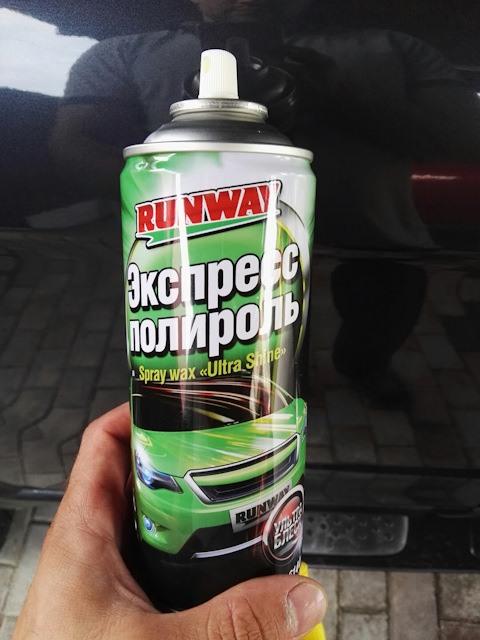 RUNWAY
Экспресс
полироль
Spray wax «Ultra Shine»
RUNWAY